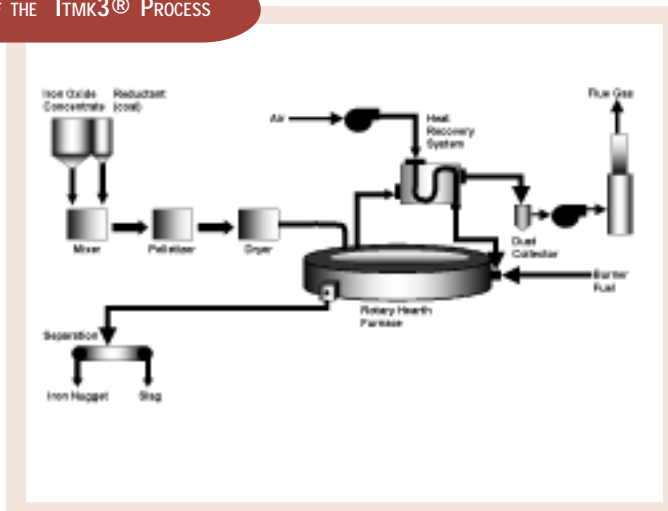 F THE ITMK3® PROCESS
Iron Oxide Reductant
Concentrate (coal)
Air
Heat
Recovery
System
Flue Gas
Mixer
Pelletizer
Dryer
Dust
Collector
Burner
Fuel
Rotary Hearth
Furnace
Separation
Iron Nugget
Slag